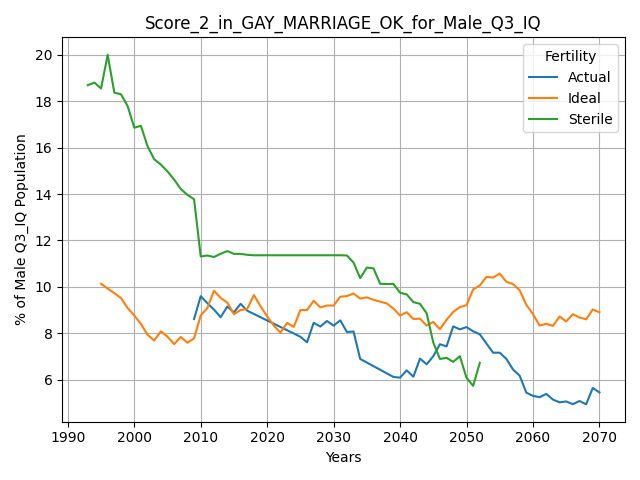 Score_2_in_GAY_MARRIAGE_OK_for_Male_Q3_IQ
Fertility
Actual
Ideal
Sterile
% of Male Q3_IQ Population
20
18
16
14
12
10
8
6
1990 2000 2010 2020 2030 2040 2050 2060 2070
Years